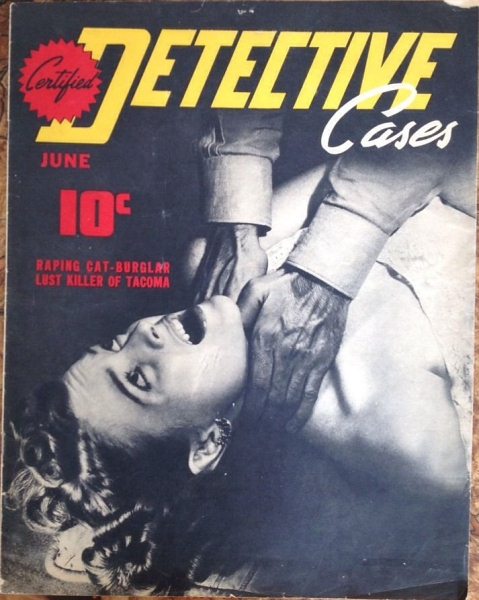 Certified
DETECTIVE
Cases
JUNE
10c
RAPING CAT-BURGLAR
LUST KILLER OF TACOMA